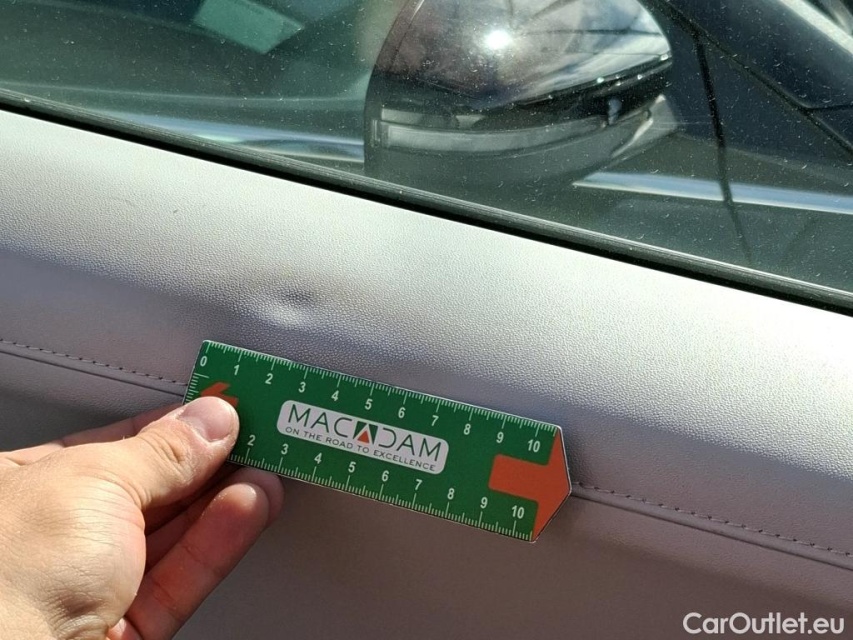 0 1 2 3 4 5 6 7 8 9 10
MACADAM
ON THE ROAD TO EXCELLENCE
2 3 4 5 6 7 8 9 10
CarOutlet.eu